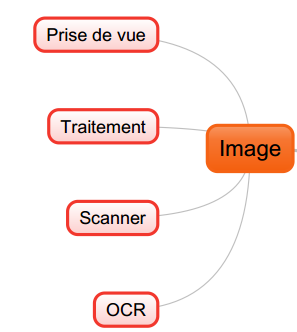 Prise de vue
Traitement
Image
Scanner
OCR